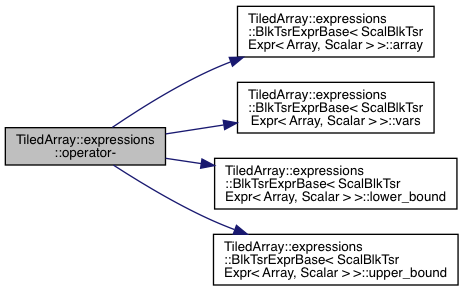 TiledArray::expressions
::operator-
TiledArray::expressions
::BlkTsrExprBase< ScalBlkTsr
Expr< Array, Scalar > >::array
TiledArray::expressions
::BlkTsrExprBase< ScalBlkTsr
Expr< Array, Scalar > >::vars
TiledArray::expressions
::BlkTsrExprBase< ScalBlkTsr
Expr< Array, Scalar > >::lower_bound
TiledArray::expressions
::BlkTsrExprBase< ScalBlkTsr
Expr< Array, Scalar > >::upper_bound